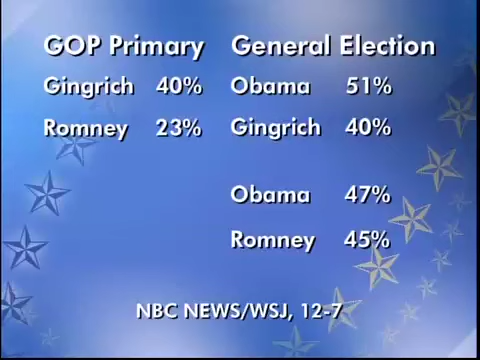 GOP Primary General Election
Gingrich 40% Obama 51%
Romney 23% Gingrich 40%
Obama 47%
Romney 45%
NBC NEWS/WSJ, 12-7